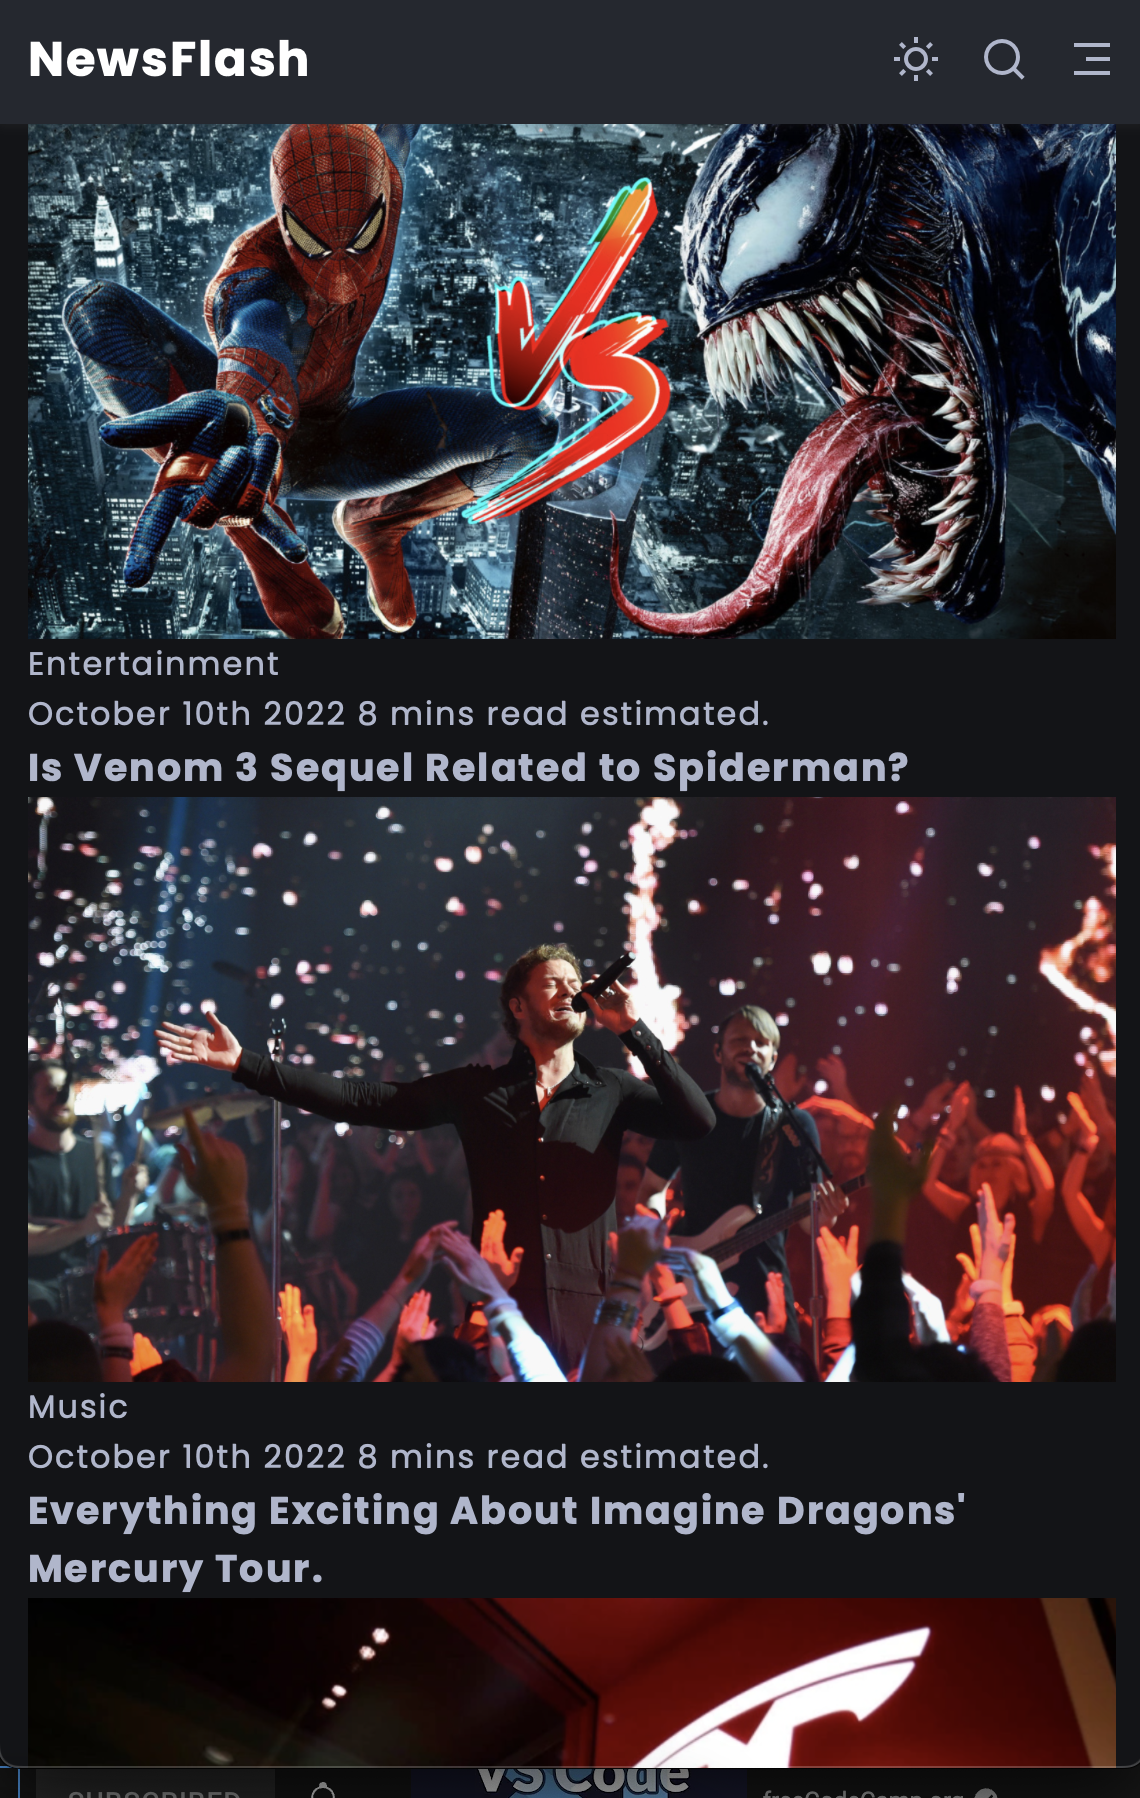 NewsFlash
VS
Entertainment
October 10th 2022 8 mins read estimated.
Is Venom 3 Sequel Related to Spiderman?
Music
October 10th 2022 8 mins read estimated.
Everything Exciting About Imagine Dragons'
Mercury Tour.
SUBSCRIBED
VS Code
freeCodeCamp.org